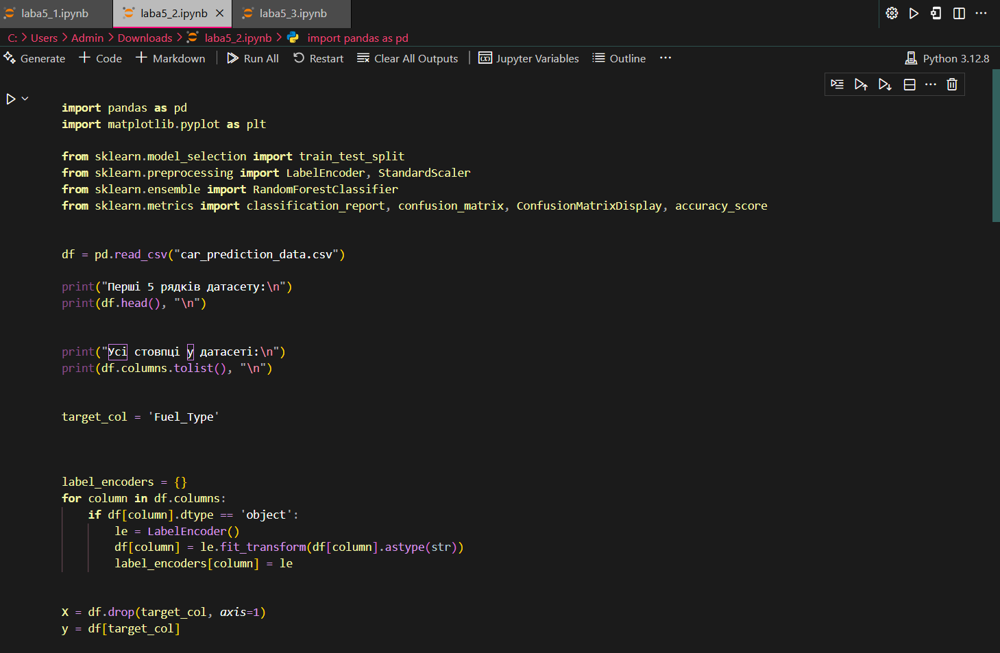 laba5_1.ipynb
laba5_2.ipynb
laba5_3.ipynb
C: > Users > Admin > Downloads > laba5_2.ipynb > import pandas as pd
Generate + Code + Markdown | Run All Restart Clear All Outputs | Jupyter Variables Outline ... Python 3.12.8
import pandas as pd
import matplotlib.pyplot as plt
from sklearn.model_selection import train_test_split
from sklearn.preprocessing import LabelEncoder, StandardScaler
from sklearn.ensemble import RandomForestClassifier
from sklearn.metrics import classification_report, confusion_matrix, ConfusionMatrixDisplay, accuracy_score
df = pd.read_csv("car_prediction_data.csv")
print("Перші 5 рядків датасету:\n")
print(df.head(), "\n")
print("Усі стовпці у датасеті:\n")
print(df.columns.tolist(), "\n")
target_col = 'Fuel_Type'
label_encoders = {}
for column in df.columns:
    if df[column].dtype == 'object':
        le = LabelEncoder()
        df[column] = le.fit_transform(df[column].astype(str))
        label_encoders[column] = le
X = df.drop(target_col, axis=1)
y = df[target_col]